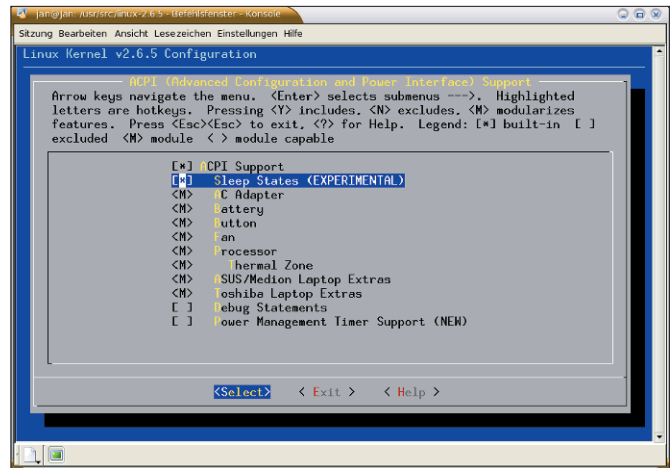 jan@jan: /usr/src/linux-2.6.5 - Befehlsfenster - Konsole
Sitzung Bearbeiten Ansicht Lesezeichen Einstellungen Hilfe
Linux Kernel v2.6.5 Configuration
ACPI (Advanced Configuration and Power Interface) Support
Arrow keys navigate the menu. <Enter> selects submenus --->. Highlighted
letters are hotkeys. Pressing <Y> includes, <N> excludes, <M> modularizes
features. Press <Esc><Esc> to exit, <?> for Help. Legend: [*] built-in [ ]
excluded <M> module < > module capable
[*] ACPI Support
[*] Sleep States (EXPERIMENTAL)
<M> AC Adapter
<M> Battery
<M> Button
<M> Fan
<M> Processor
<M> Thermal Zone
<M> ASUS/Medion Laptop Extras
<M> Toshiba Laptop Extras
[ ] Debug Statements
[ ] Power Management Timer Support (NEW)
<Select> < Exit > < Help >